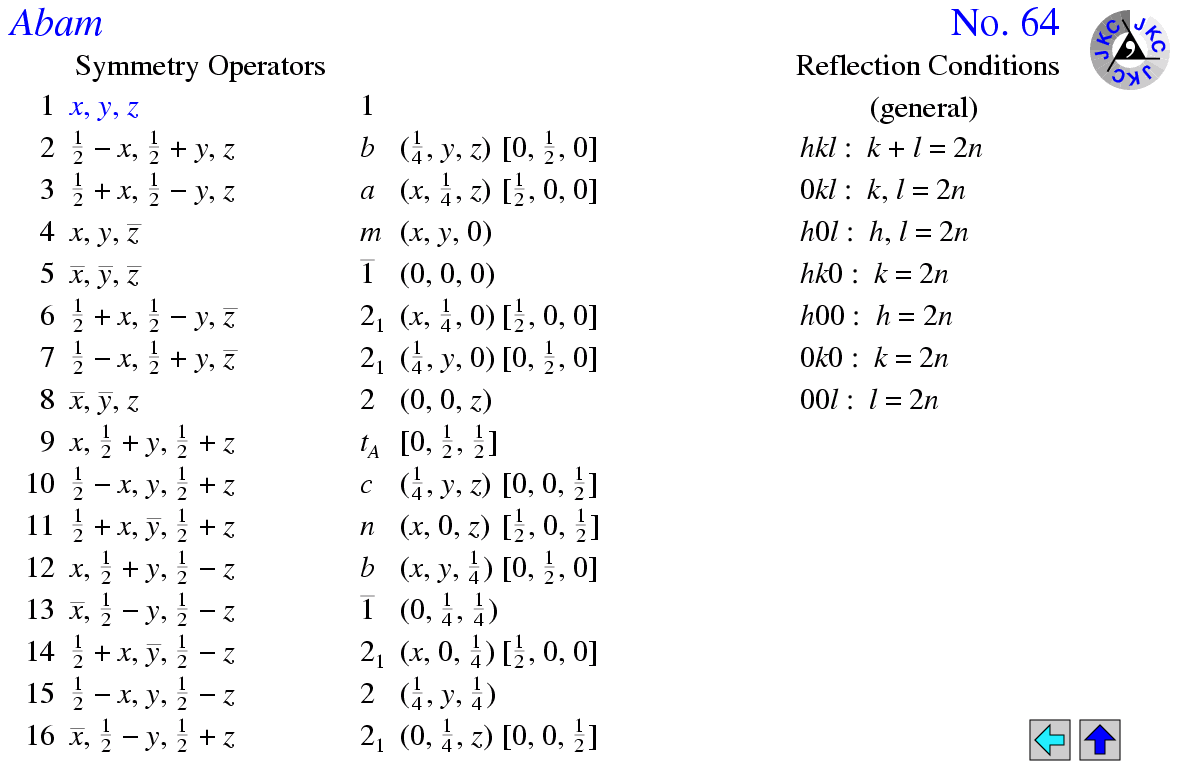 Abam No. 64
JKC JKC JKC JKC
Symmetry Operators Reflection Conditions
1 x, y, z 1 (general)
2 ½ − x, ½ + y, z b (¼, y, z) [0, ½, 0] hkl : k + l = 2n
3 ½ + x, ½ − y, z a (x, ¼, z) [½, 0, 0] 0kl : k, l = 2n
4 x, y, z̅ m (x, y, 0) h0l : h, l = 2n
5 x̅, y̅, z̅ 1̅ (0, 0, 0) hk0 : k = 2n
6 ½ + x, ½ − y, z̅ 2₁ (x, ¼, 0) [½, 0, 0] h00 : h = 2n
7 ½ − x, ½ + y, z̅ 2₁ (¼, y, 0) [0, ½, 0] 0k0 : k = 2n
8 x̅, y̅, z 2 (0, 0, z) 00l : l = 2n
9 x, ½ + y, ½ + z t_A [0, ½, ½]
10 ½ − x, y, ½ + z c (¼, y, z) [0, 0, ½]
11 ½ + x, y̅, ½ + z n (x, 0, z) [½, 0, ½]
12 x, ½ + y, ½ − z b (x, y, ¼) [0, ½, 0]
13 x̅, ½ − y, ½ − z 1̅ (0, ¼, ¼)
14 ½ + x, y̅, ½ − z 2₁ (x, 0, ¼) [½, 0, 0]
15 ½ − x, y, ½ − z 2 (¼, y, ¼)
16 x̅, ½ − y, ½ + z 2₁ (0, ¼, z) [0, 0, ½]